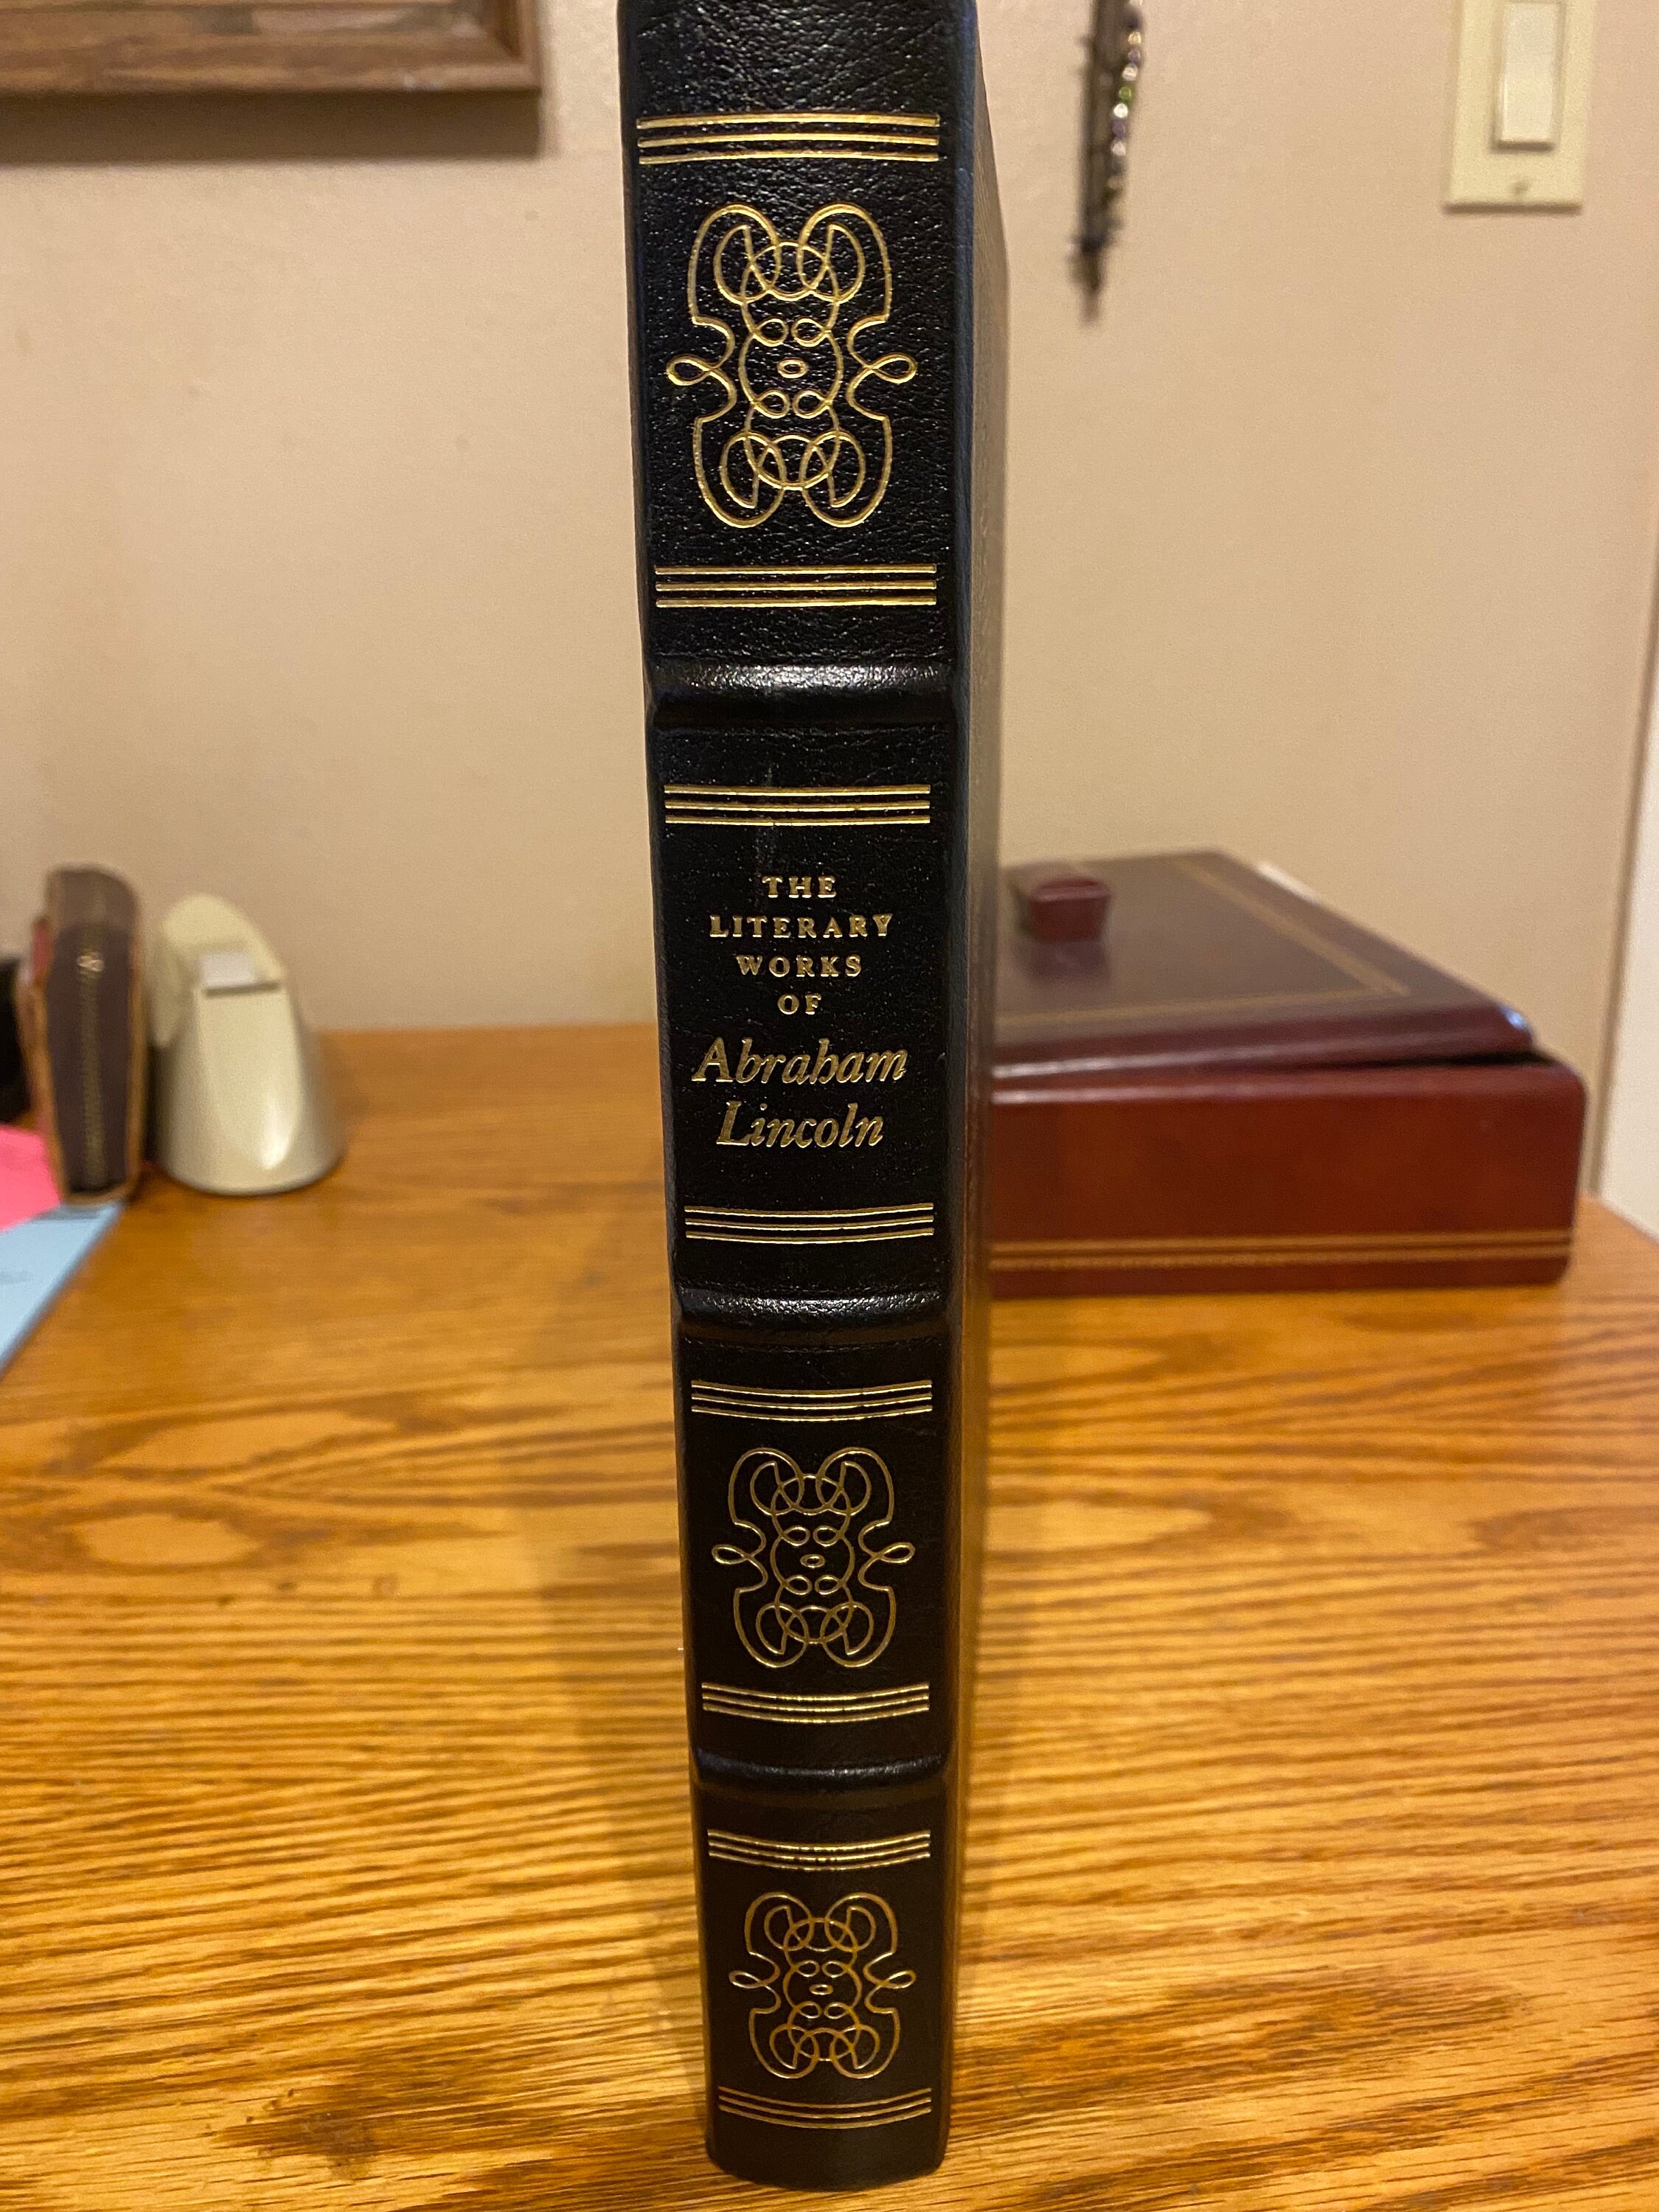 THE
LITERARY
WORKS
OF
Abraham
Lincoln